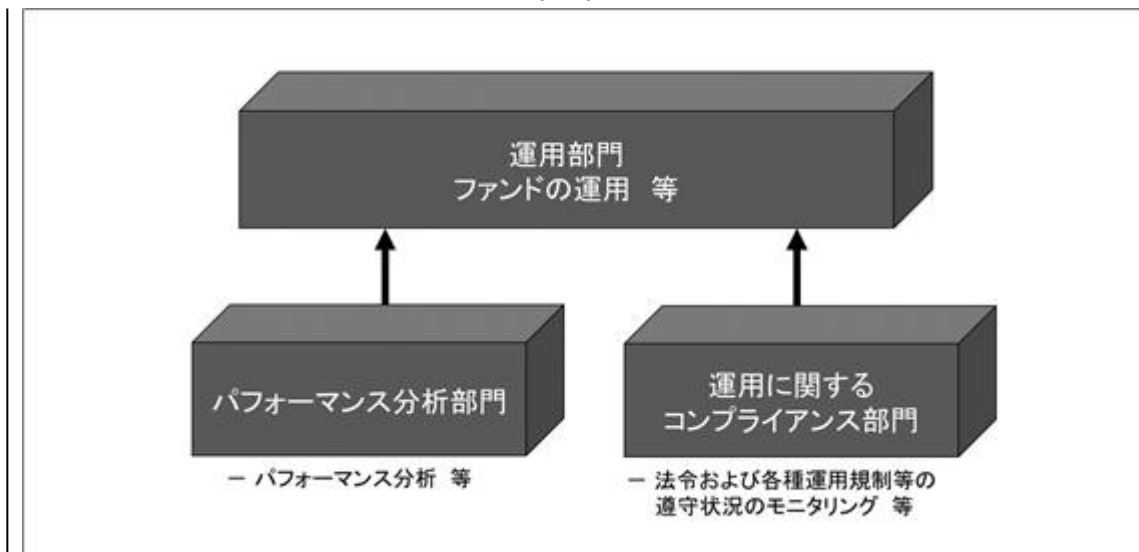 運用部門
ファンドの運用 等
パフォーマンス分析部門
－ パフォーマンス分析 等
運用に関する
コンプライアンス部門
－ 法令および各種運用規制等の
遵守状況のモニタリング 等